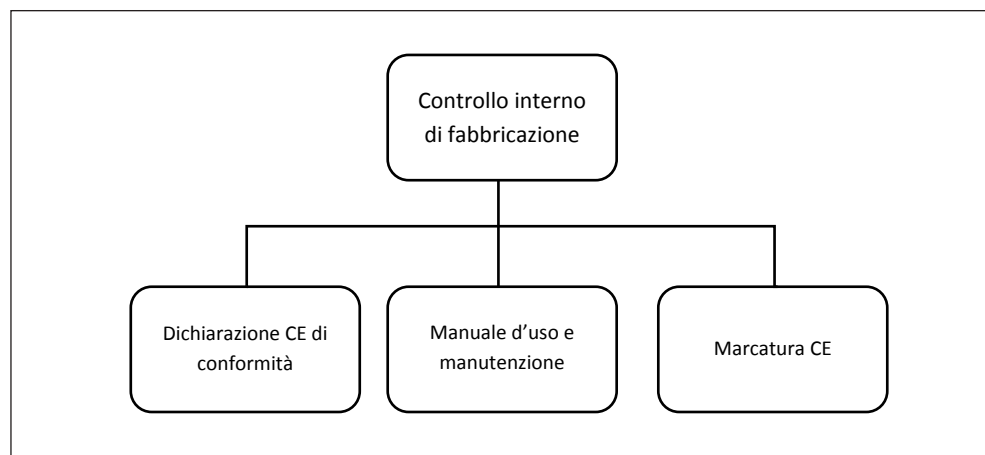 Controllo interno
di fabbricazione
Dichiarazione CE di
conformità
Manuale d’uso e
manutenzione
Marcatura CE